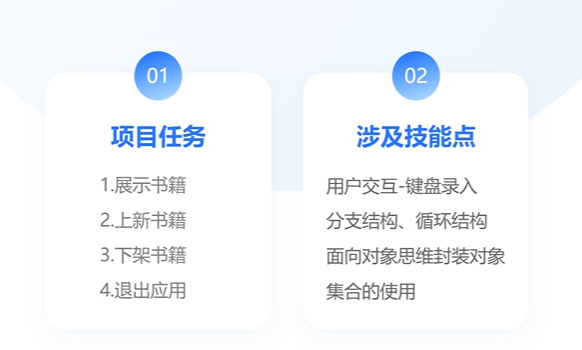 01
项目任务
1.展示书籍
2.上新书籍
3.下架书籍
4.退出应用
02
涉及技能点
用户交互-键盘录入
分支结构、循环结构
面向对象思维封装对象
集合的使用